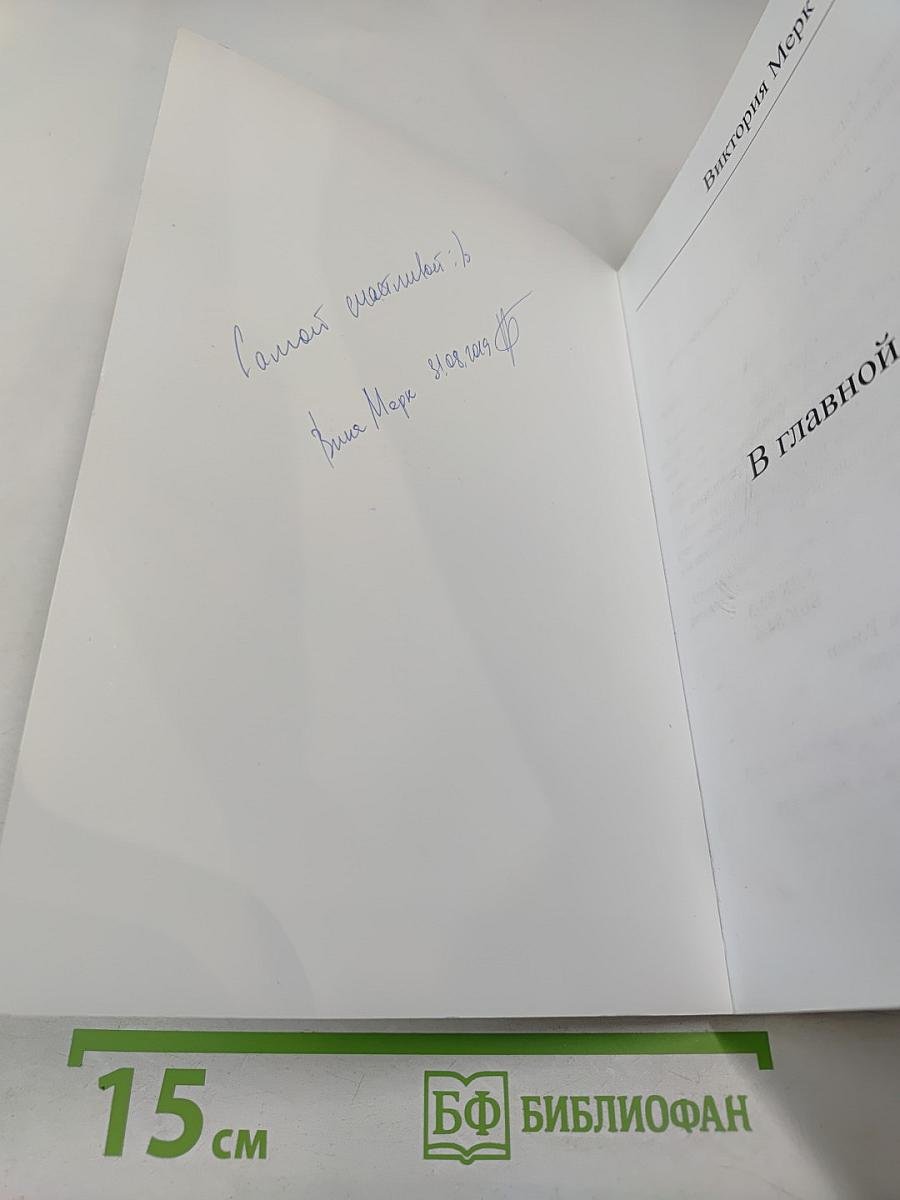 Самой счастливой :)
Вика Мерк 31.08.2019
Виктория Мерк
В главной
15 см
БФ БИБЛИОФАН